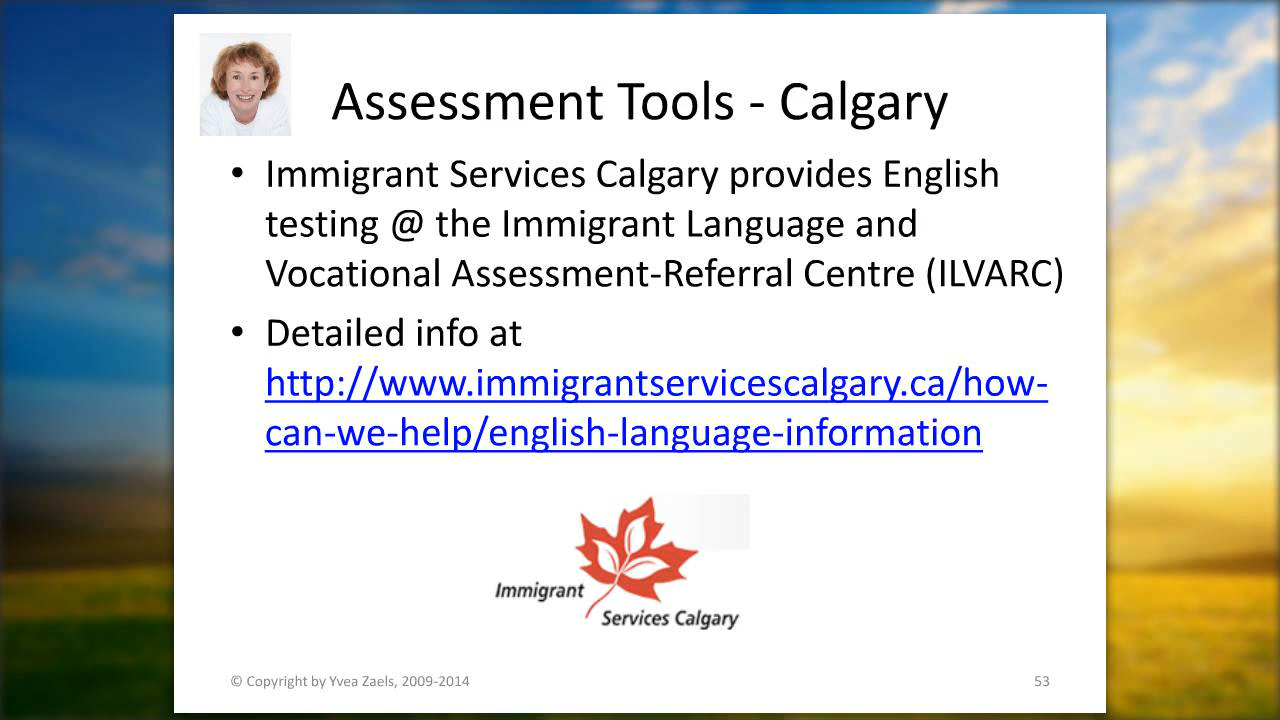 Assessment Tools - Calgary
• Immigrant Services Calgary provides English
testing @ the Immigrant Language and
Vocational Assessment-Referral Centre (ILVARC)
• Detailed info at
http://www.immigrantservicescalgary.ca/how-
can-we-help/english-language-information
Immigrant
Services Calgary
© Copyright by Yvea Zaels, 2009-2014
53